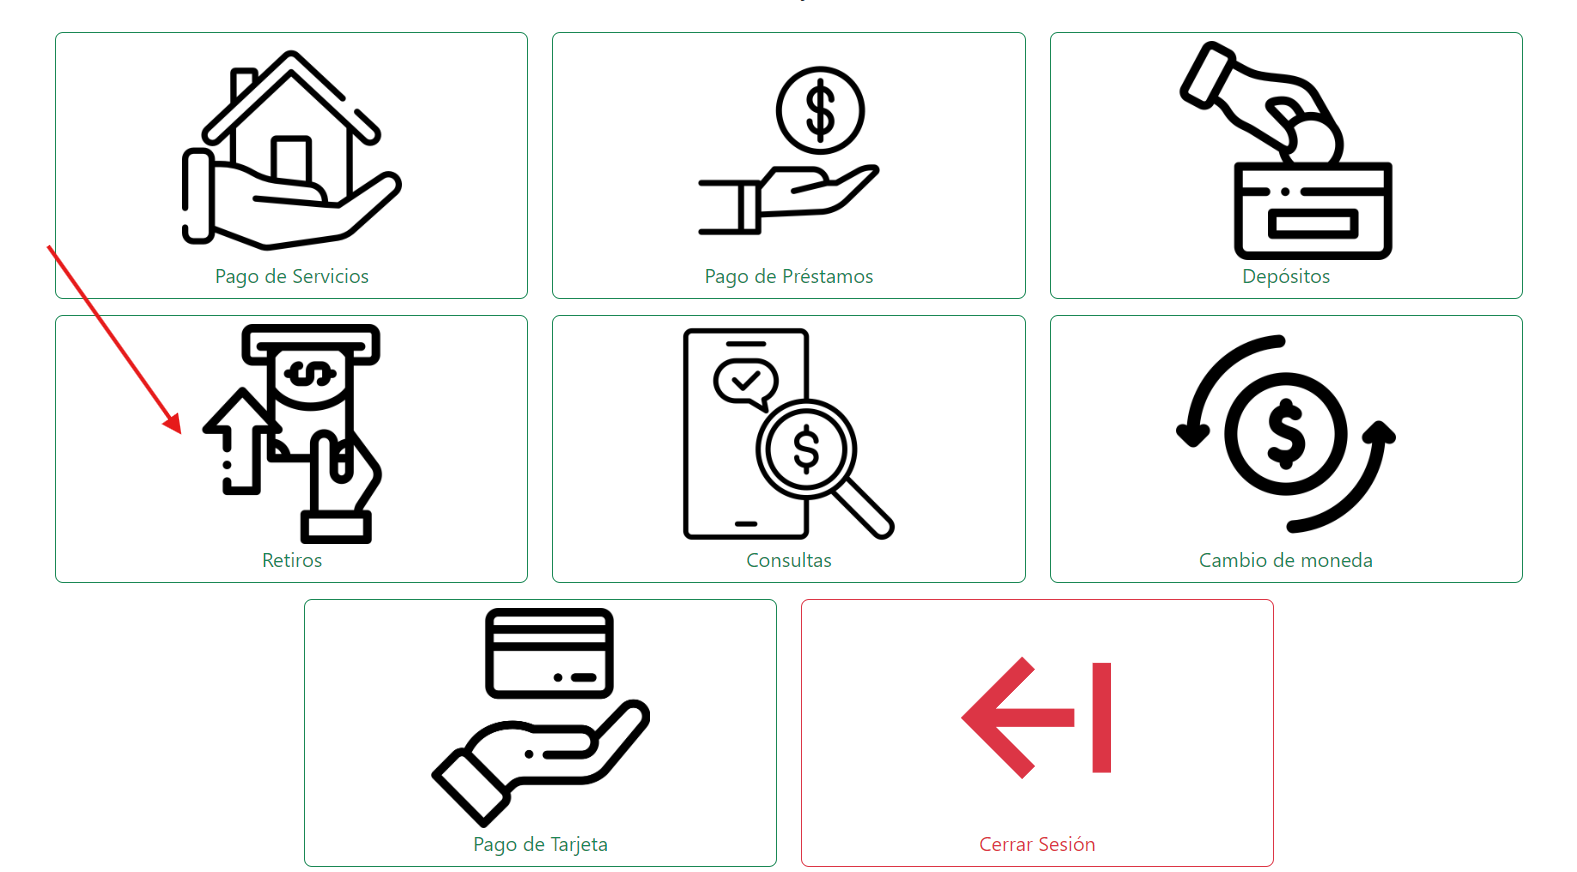 Pago de Servicios
Pago de Préstamos
Depósitos
Retiros
Consultas
Cambio de moneda
Pago de Tarjeta
Cerrar Sesión